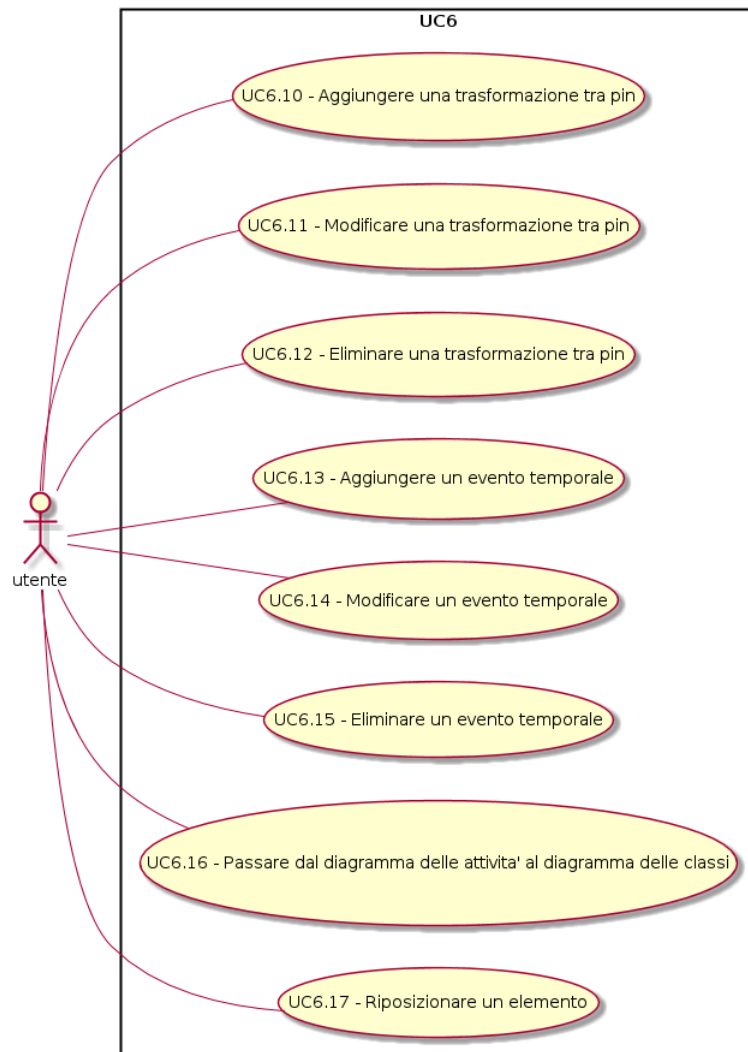 UC6
UC6.10 - Aggiungere una trasformazione tra pin
UC6.11 - Modificare una trasformazione tra pin
UC6.12 - Eliminare una trasformazione tra pin
UC6.13 - Aggiungere un evento temporale
utente
UC6.14 - Modificare un evento temporale
UC6.15 - Eliminare un evento temporale
UC6.16 - Passare dal diagramma delle attivita' al diagramma delle classi
UC6.17 - Riposizionare un elemento